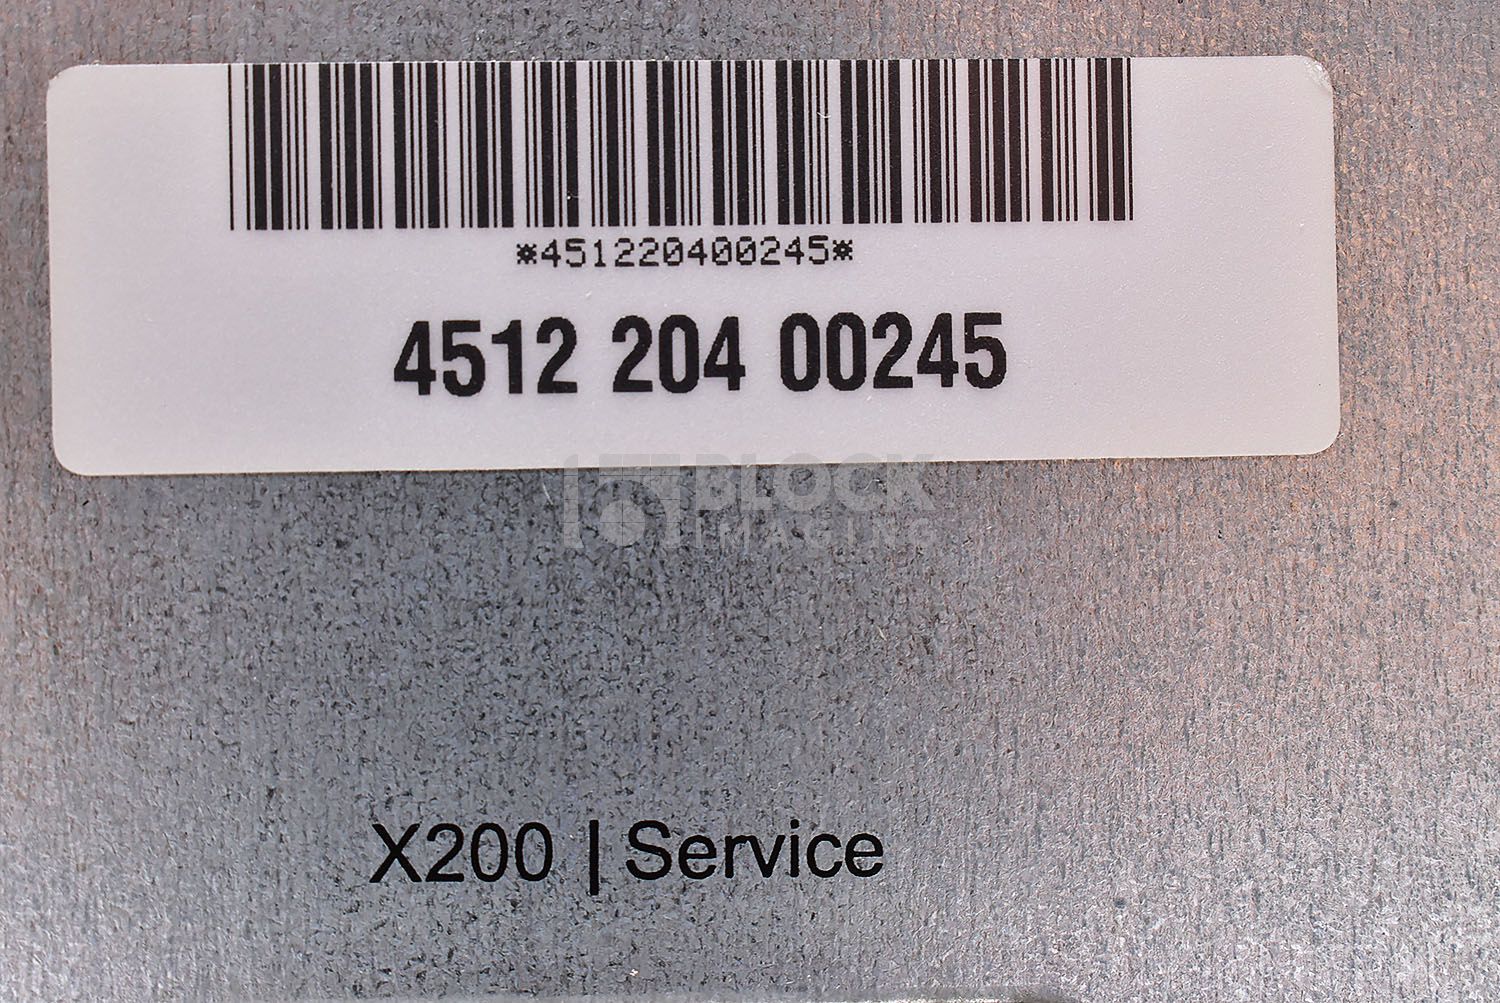 *451220400245*
4512 204 00245
BLOCK
IMAGING
X200 | Service